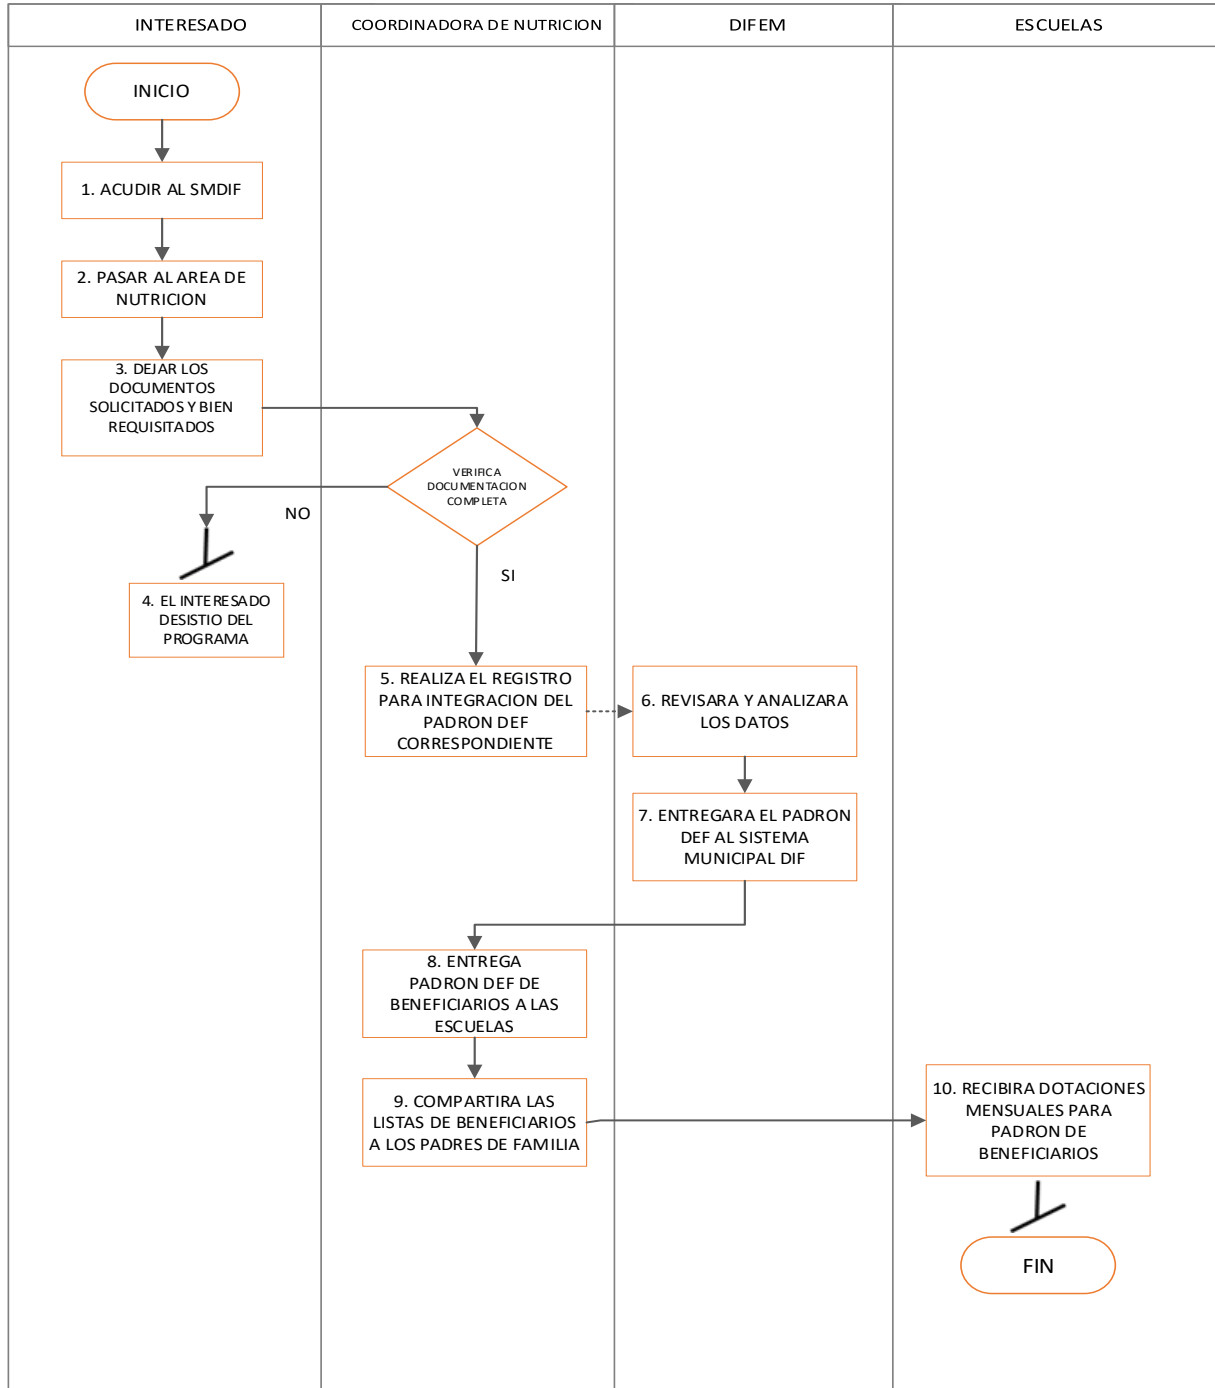 INTERESADO
COORDINADORA DE NUTRICION
DIFEM
ESCUELAS
INICIO
1. ACUDIR AL SMDIF
2. PASAR AL AREA DE
NUTRICION
3. DEJAR LOS
DOCUMENTOS
SOLICITADOS Y BIEN
REQUISITADOS
VERIFICA
DOCUMENTACION
COMPLETA
NO
SI
4. EL INTERESADO
DESISTIO DEL
PROGRAMA
5. REALIZA EL REGISTRO
PARA INTEGRACION DEL
PADRON DEF
CORRESPONDIENTE
6. REVISARA Y ANALIZARA
LOS DATOS
7. ENTREGARA EL PADRON
DEF AL SISTEMA
MUNICIPAL DIF
8. ENTREGA
PADRON DEF DE
BENEFICIARIOS A LAS
ESCUELAS
9. COMPARTIRA LAS
LISTAS DE BENEFICIARIOS
A LOS PADRES DE FAMILIA
10. RECIBIRA DOTACIONES
MENSUALES PARA
PADRON DE
BENEFICIARIOS
FIN